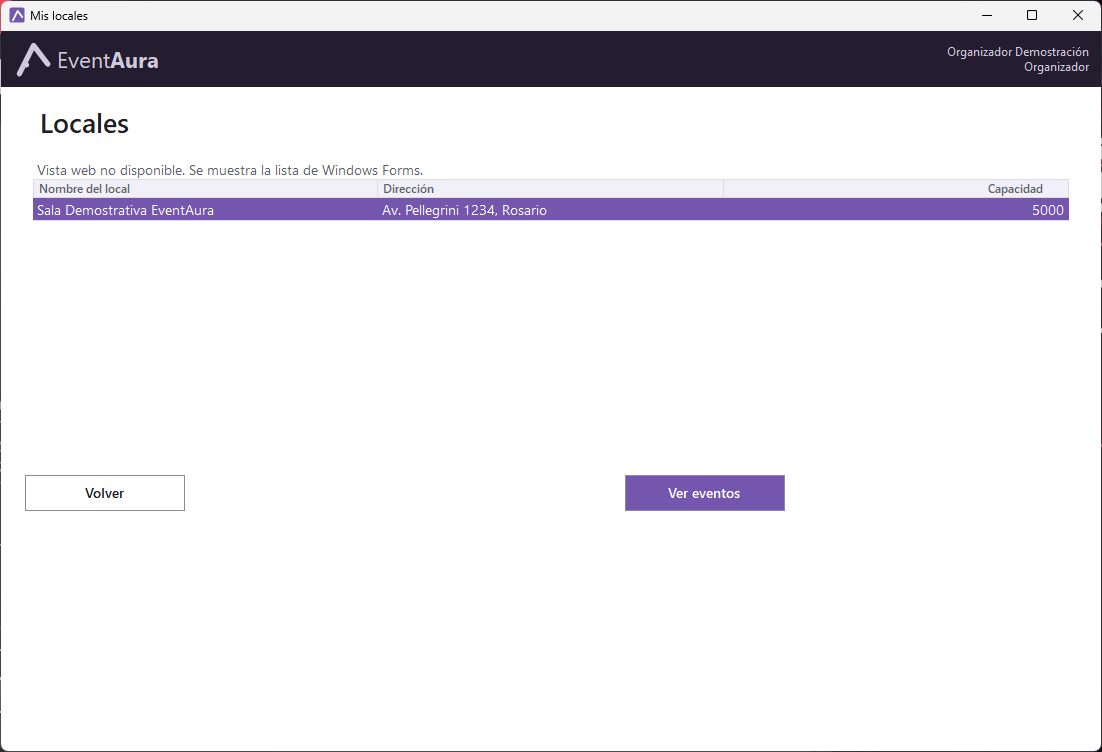 Mis locales
EventAura
Organizador Demostración
Organizador
Locales
Vista web no disponible. Se muestra la lista de Windows Forms.
Nombre del local Dirección Capacidad
Sala Demostrativa EventAura Av. Pellegrini 1234, Rosario 5000
Volver Ver eventos